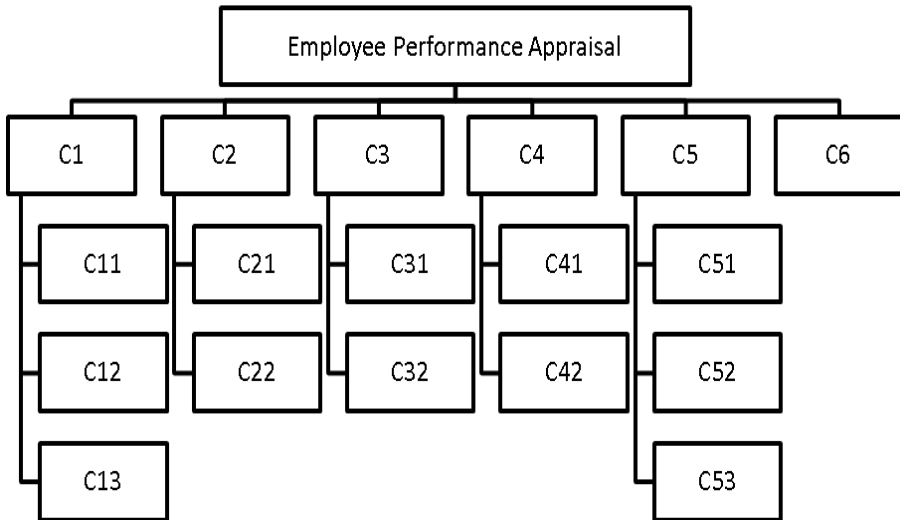 Employee Performance Appraisal
C1
C2
C3
C4
C5
C6
C11
C21
C31
C41
C51
C12
C22
C32
C42
C52
C13
C53